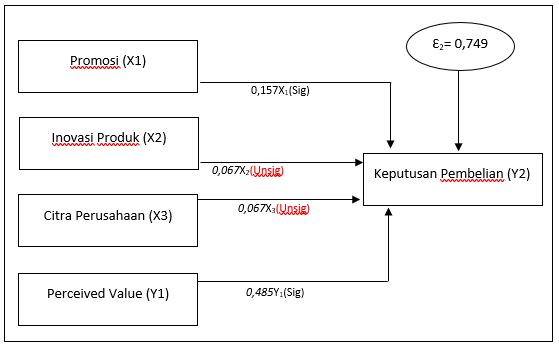 Promosi (X1)
ε₂= 0,749
0,157X₁(Sig)
Inovasi Produk (X2)
0,067X₂(Unsig)
Keputusan Pembelian (Y2)
Citra Perusahaan (X3)
0,067X₃(Unsig)
Perceived Value (Y1)
0,485Y₁(Sig)